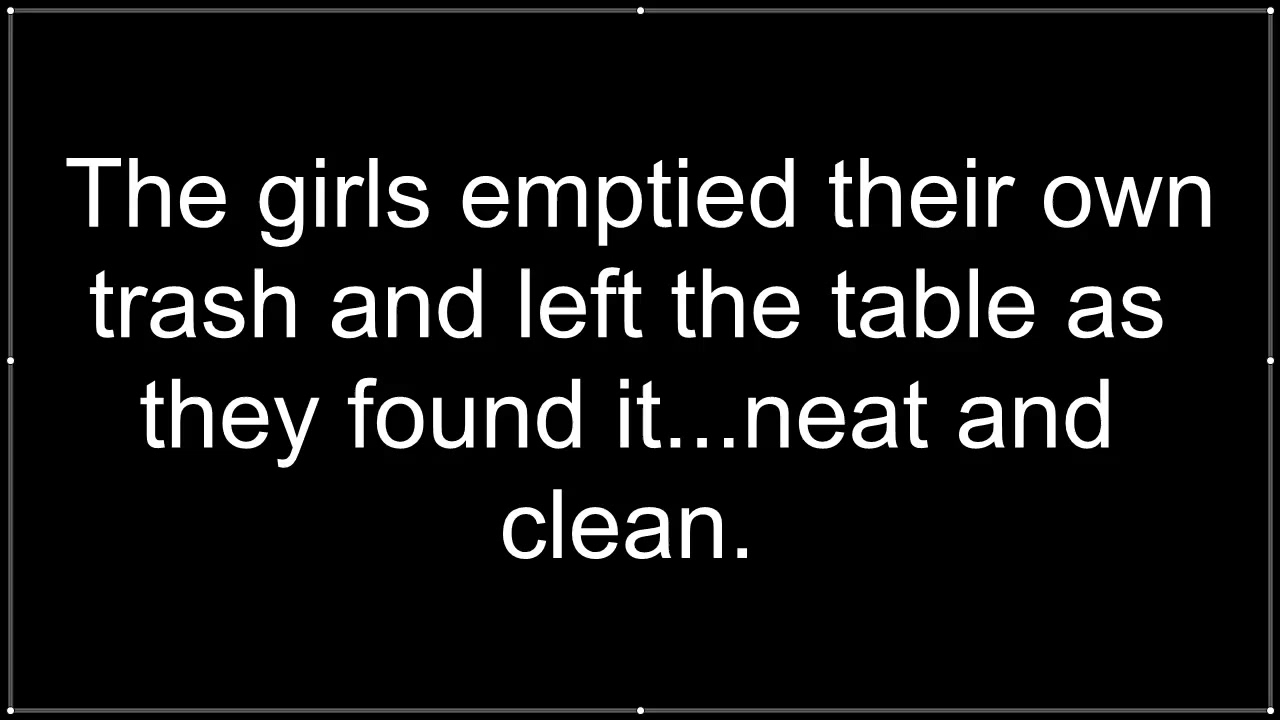 The girls emptied their own
trash and left the table as
they found it...neat and
clean.